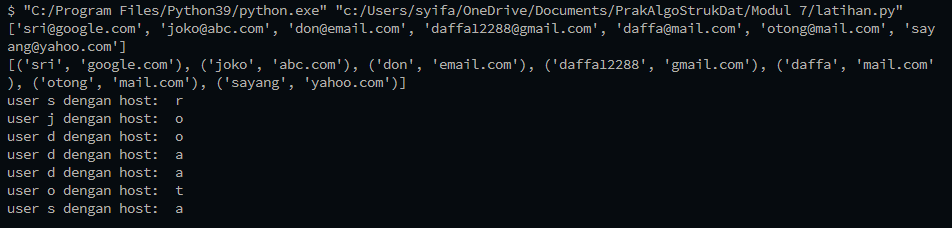 $ "C:/Program Files/Python39/python.exe" "c:/Users/syifa/OneDrive/Documents/PrakAlgoStrukDat/Modul 7/latihan.py"
['sri@google.com', 'joko@abc.com', 'don@email.com', 'daffal2288@gmail.com', 'daffa@mail.com', 'otong@mail.com', 'say
ang@yahoo.com']
[('sri', 'google.com'), ('joko', 'abc.com'), ('don', 'email.com'), ('daffal2288', 'gmail.com'), ('daffa', 'mail.com'
), ('otong', 'mail.com'), ('sayang', 'yahoo.com')]
user s dengan host:  r
user j dengan host:  o
user d dengan host:  o
user d dengan host:  a
user d dengan host:  a
user o dengan host:  t
user s dengan host:  a